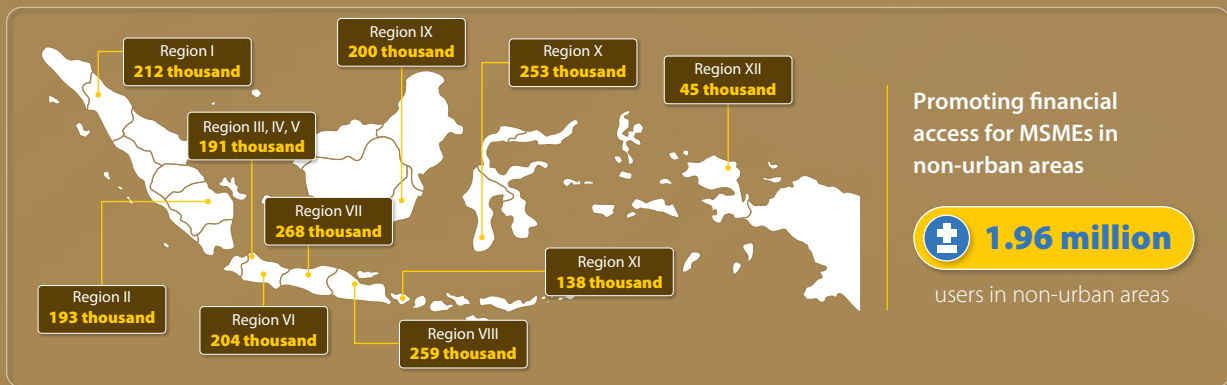 Region I
212 thousand
Region IX
200 thousand
Region X
253 thousand
Region XII
45 thousand
Region III, IV, V
191 thousand
Region VII
268 thousand
Region XI
138 thousand
Region II
193 thousand
Region VI
204 thousand
Region VIII
259 thousand
Promoting financial
access for MSMEs in
non-urban areas
± 1.96 million
users in non-urban areas